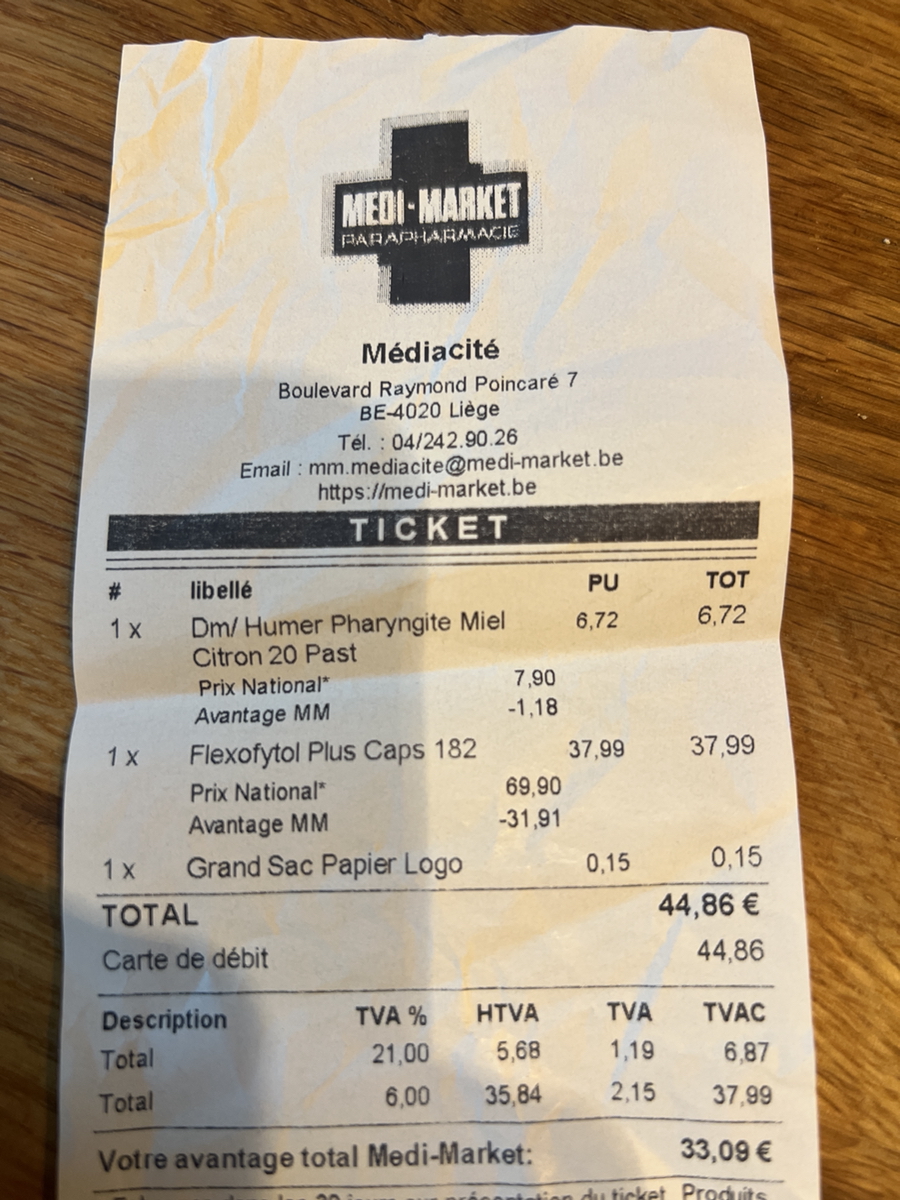 MEDI-MARKET
PARAPHARMACIE
Médiacité
Boulevard Raymond Poincaré 7
BE-4020 Liège
Tél. : 04/242.90.26
Email : mm.mediacite@medi-market.be
https://medi-market.be
TICKET
# libellé PU TOT
1 x Dm/ Humer Pharyngite Miel 6,72 6,72
Citron 20 Past
Prix National* 7,90
Avantage MM -1,18
1 x Flexofytol Plus Caps 182 37,99 37,99
Prix National* 69,90
Avantage MM -31,91
1 x Grand Sac Papier Logo 0,15 0,15
TOTAL 44,86 €
Carte de débit 44,86
Description TVA % HTVA TVA TVAC
Total 21,00 5,68 1,19 6,87
Total 6,00 35,84 2,15 37,99
Votre avantage total Medi-Market: 33,09 €
jours sur présentation du ticket. Produits